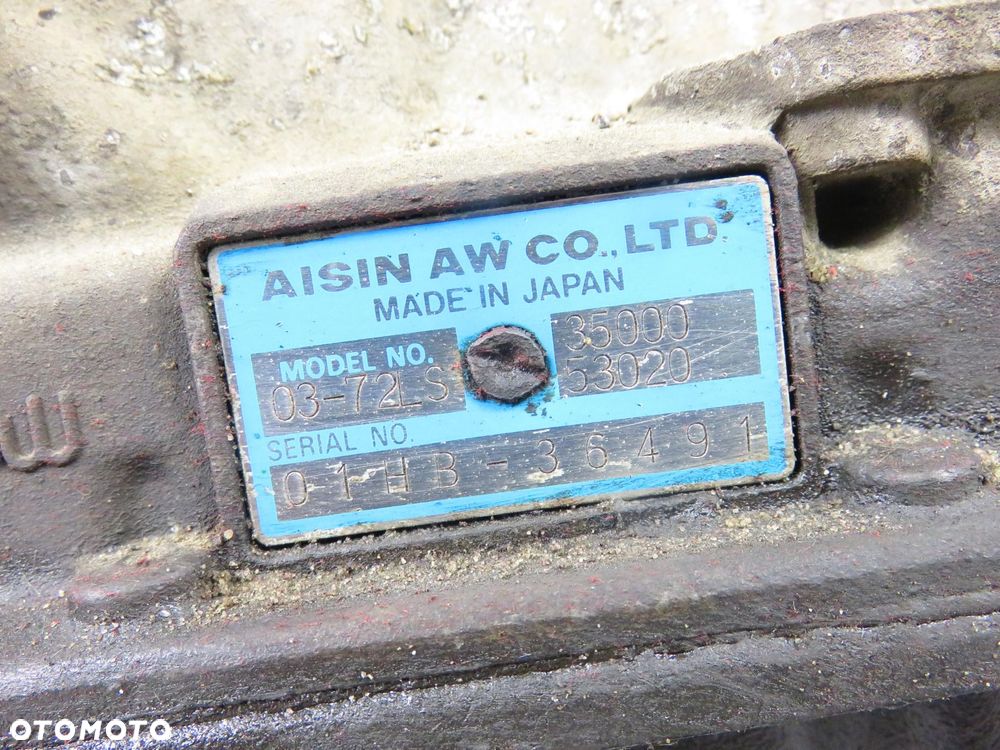 AISIN AW CO., LTD
MADE IN JAPAN
MODEL NO.
03-72LS
35000
53020
SERIAL NO.
01HB-36491
OTOMOTO